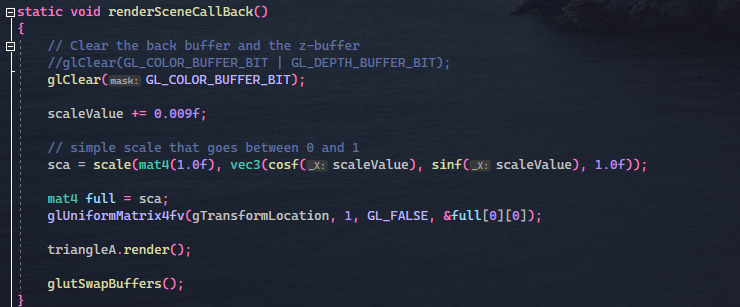 static void renderSceneCallBack()
{
// Clear the back buffer and the z-buffer
//glClear(GL_COLOR_BUFFER_BIT | GL_DEPTH_BUFFER_BIT);
glClear(mask: GL_COLOR_BUFFER_BIT);
scaleValue += 0.009f;
// simple scale that goes between 0 and 1
sca = scale(mat4(1.0f), vec3(cosf(_X: scaleValue), sinf(_X: scaleValue), 1.0f));
mat4 full = sca;
glUniformMatrix4fv(gTransformLocation, 1, GL_FALSE, &full[0][0]);
triangleA.render();
glutSwapBuffers();
}